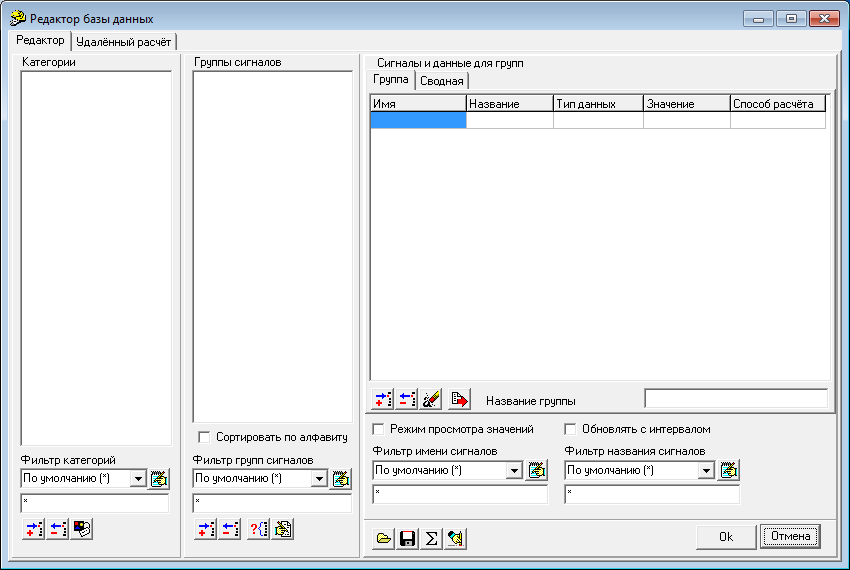 Редактор базы данных
Редактор
Удалённый расчёт
Категории
Группы сигналов
Сигналы и данные для групп
Группа
Сводная
Имя
Название
Тип данных
Значение
Способ расчёта
Название группы
Сортировать по алфавиту
Режим просмотра значений
Обновлять с интервалом
Фильтр категорий
Фильтр групп сигналов
Фильтр имени сигналов
Фильтр названия сигналов
По умолчанию (*)
По умолчанию (*)
По умолчанию (*)
По умолчанию (*)
*
*
*
*
Ok
Отмена